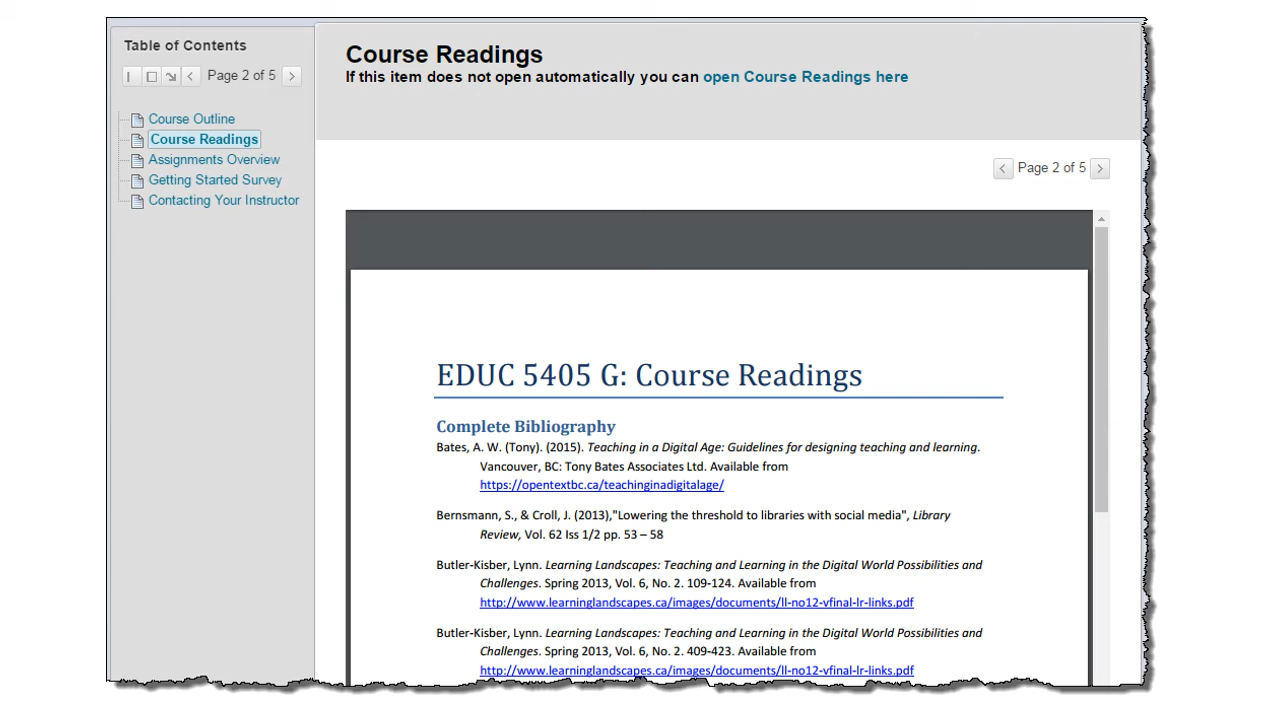 Table of Contents
Page 2 of 5
Course Outline
Course Readings
Assignments Overview
Getting Started Survey
Contacting Your Instructor
Course Readings
If this item does not open automatically you can open Course Readings here
Page 2 of 5
EDUC 5405 G: Course Readings
Complete Bibliography
Bates, A. W. (Tony). (2015). Teaching in a Digital Age: Guidelines for designing teaching and learning.
Vancouver, BC: Tony Bates Associates Ltd. Available from
https://opentextbc.ca/teachinginadigitalage/
Bernsmann, S., & Croll, J. (2013),"Lowering the threshold to libraries with social media", Library
Review, Vol. 62 Iss 1/2 pp. 53 – 58
Butler-Kisber, Lynn. Learning Landscapes: Teaching and Learning in the Digital World Possibilities and
Challenges. Spring 2013, Vol. 6, No. 2. 109-124. Available from
http://www.learninglandscapes.ca/images/documents/ll-no12-vfinal-lr-links.pdf
Butler-Kisber, Lynn. Learning Landscapes: Teaching and Learning in the Digital World Possibilities and
Challenges. Spring 2013, Vol. 6, No. 2. 409-423. Available from
http://www.learninglandscapes.ca/images/documents/ll-no12-vfinal-lr-links.pdf